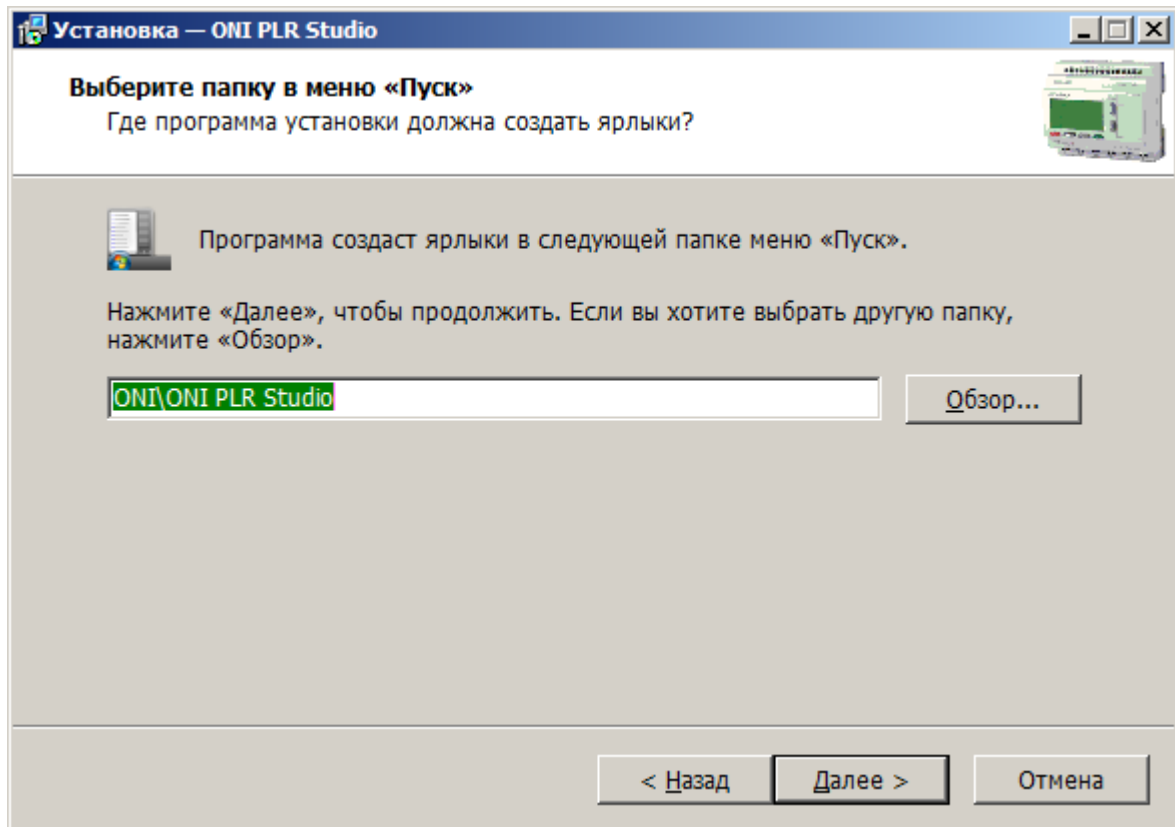 Установка — ONI PLR Studio
Выберите папку в меню «Пуск»
Где программа установки должна создать ярлыки?
Программа создаст ярлыки в следующей папке меню «Пуск».
Нажмите «Далее», чтобы продолжить. Если вы хотите выбрать другую папку,
нажмите «Обзор».
ONI\ONI PLR Studio
Обзор...
< Назад
Далее >
Отмена